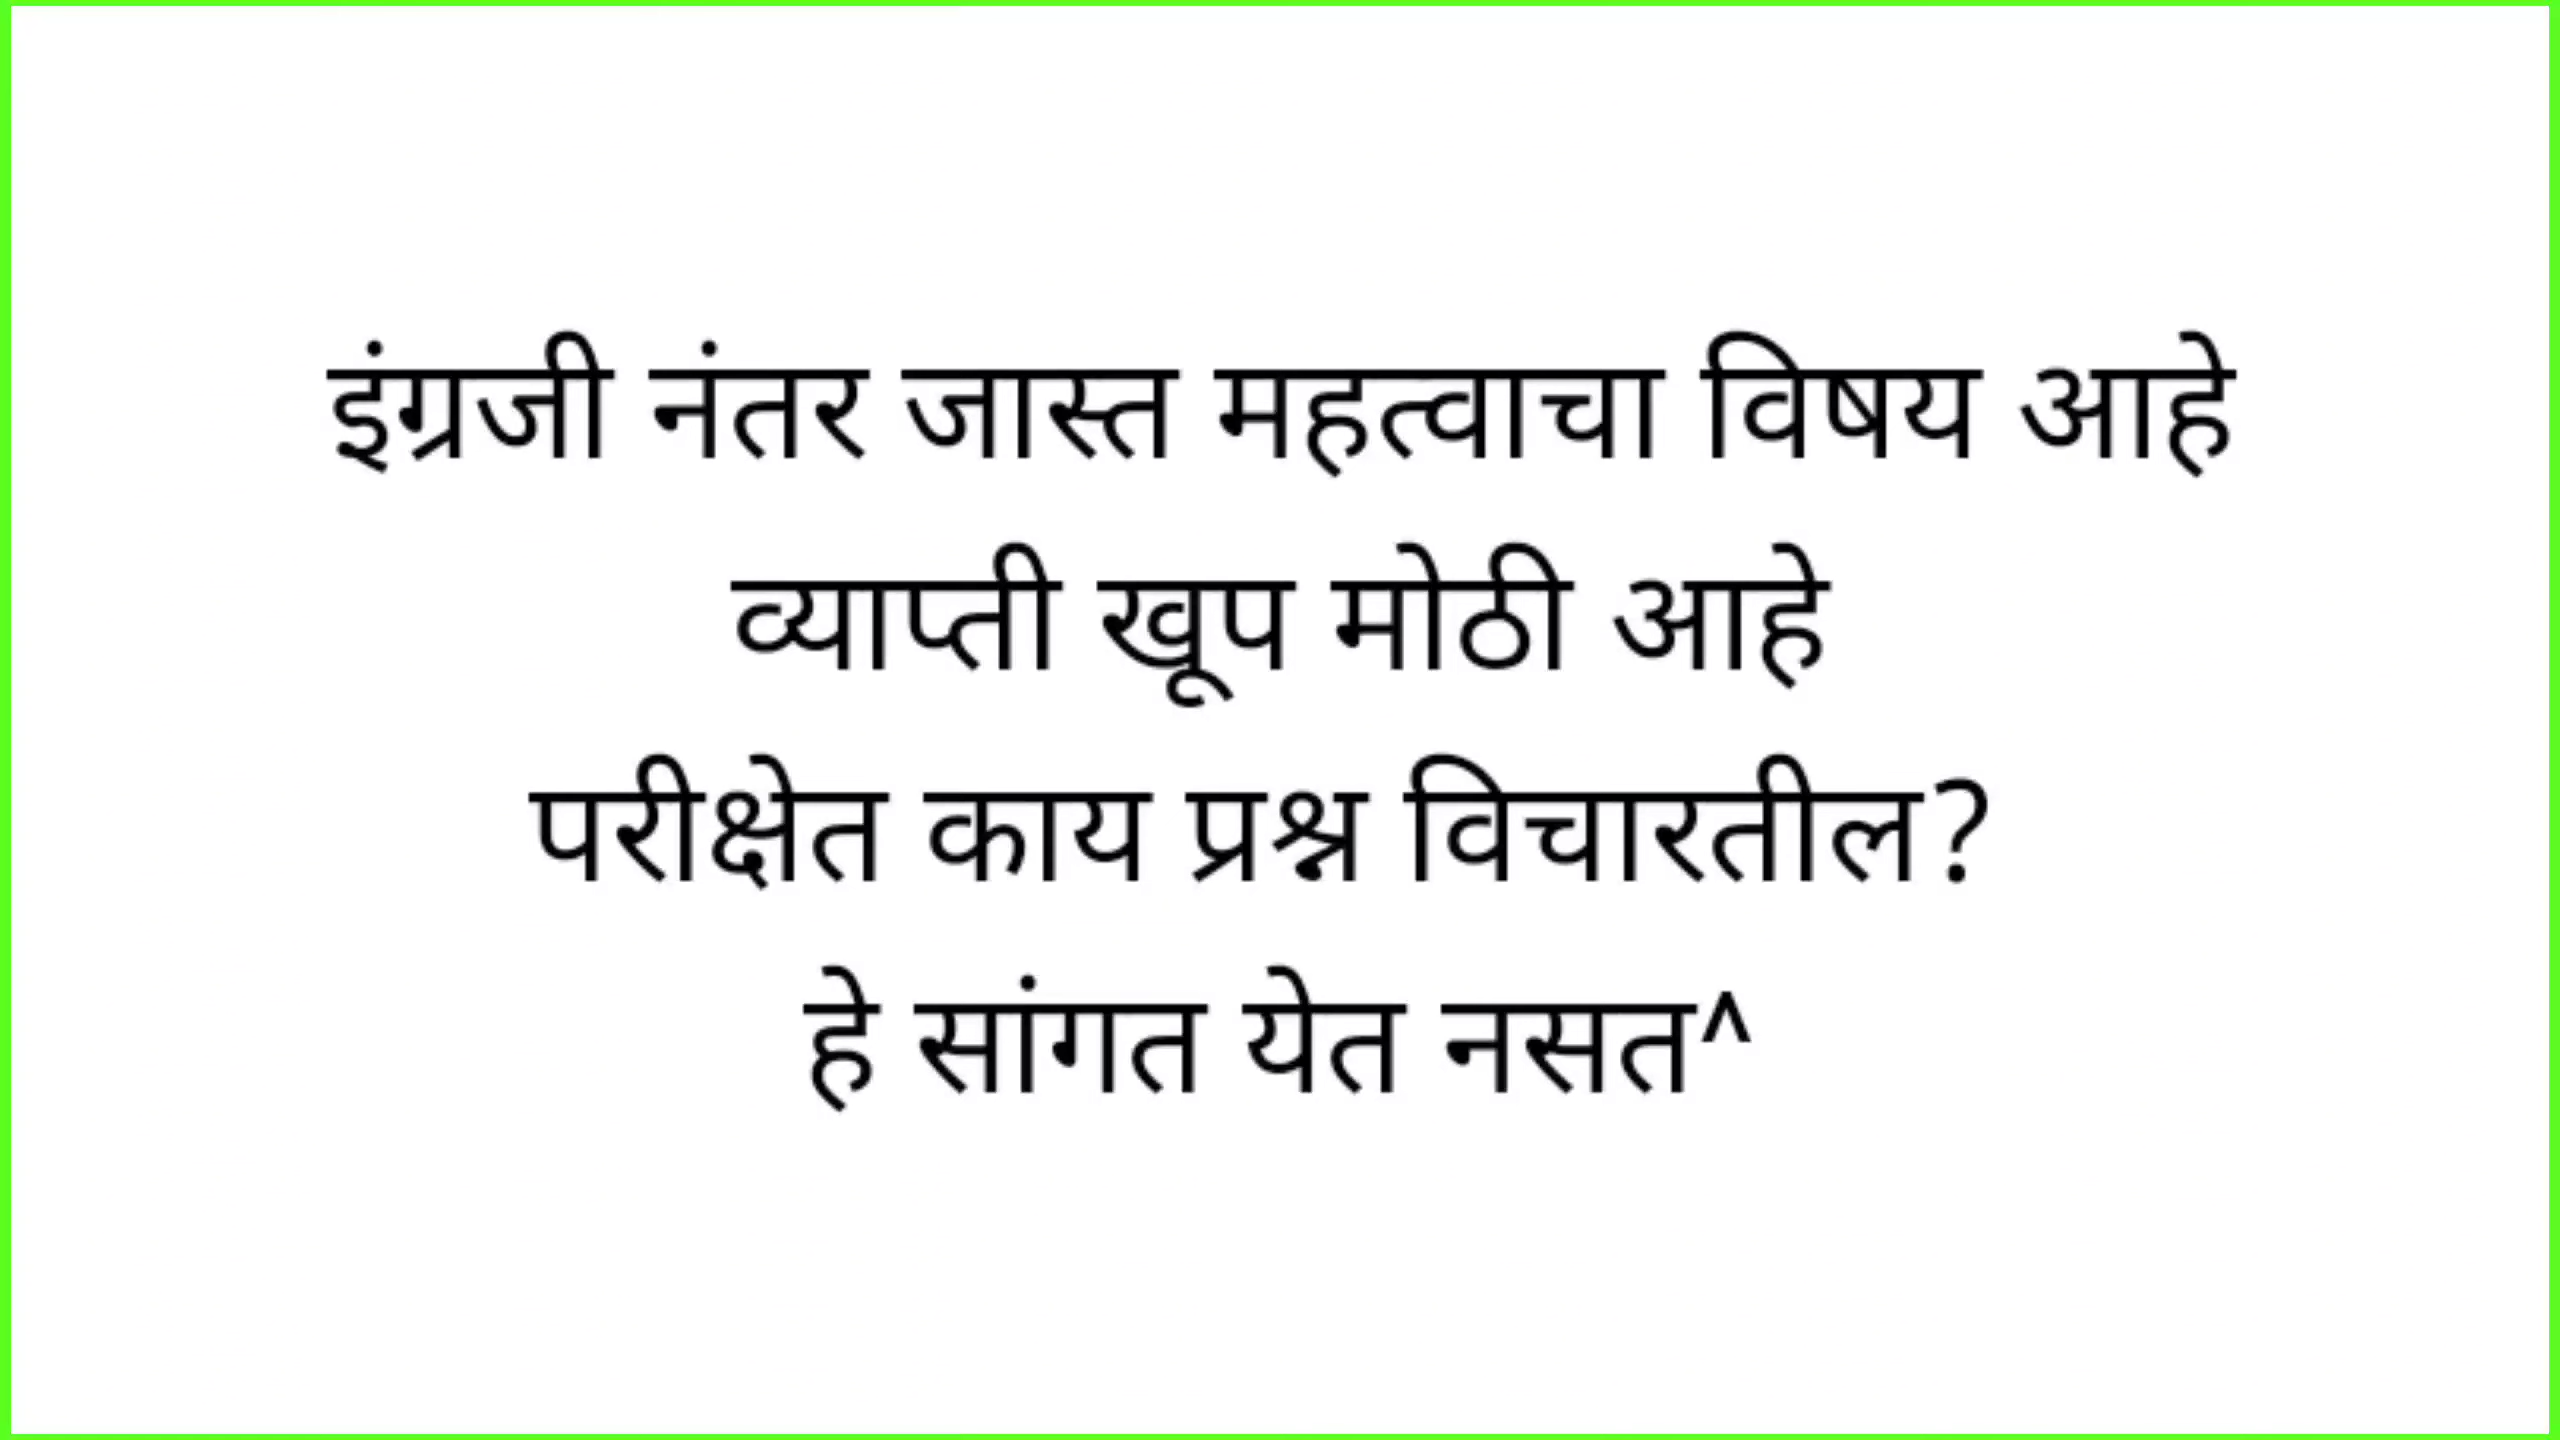 इंग्रजी नंतर जास्त महत्वाचा विषय आहे
व्याप्ती खूप मोठी आहे
परीक्षेत काय प्रश्न विचारतील?
हे सांगत येत नसत^